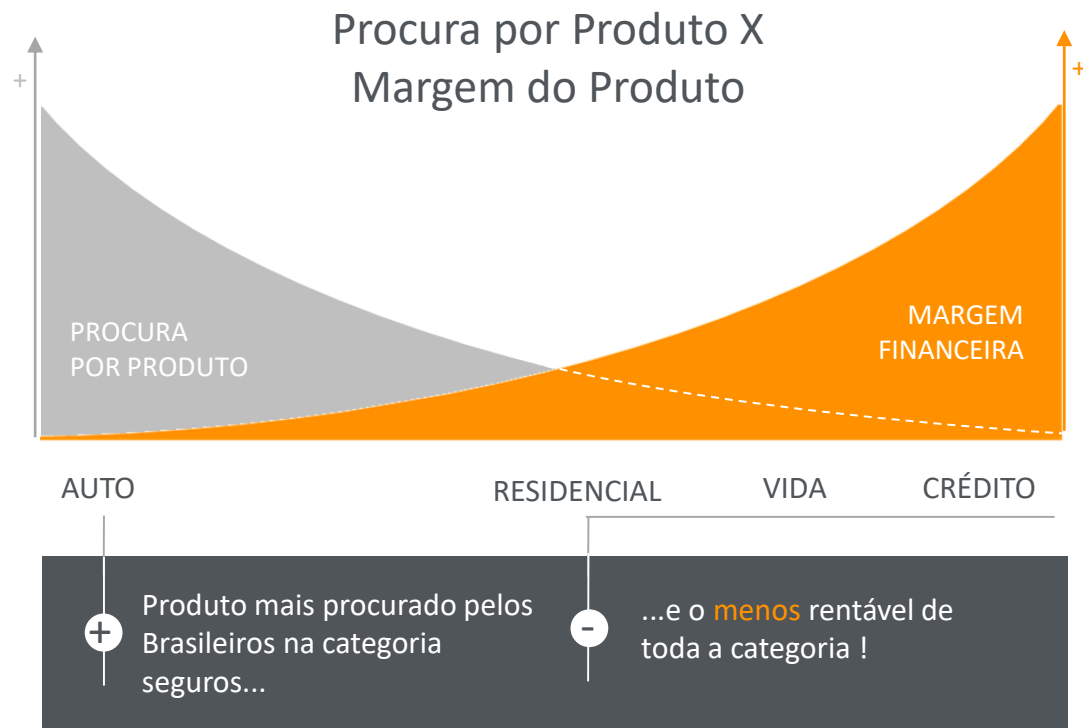 Procura por Produto X
Margem do Produto
+
+
PROCURA
POR PRODUTO
MARGEM
FINANCEIRA
AUTO
RESIDENCIAL
VIDA
CRÉDITO
+
Produto mais procurado pelos
Brasileiros na categoria
seguros...
-
...e o menos rentável de
toda a categoria !